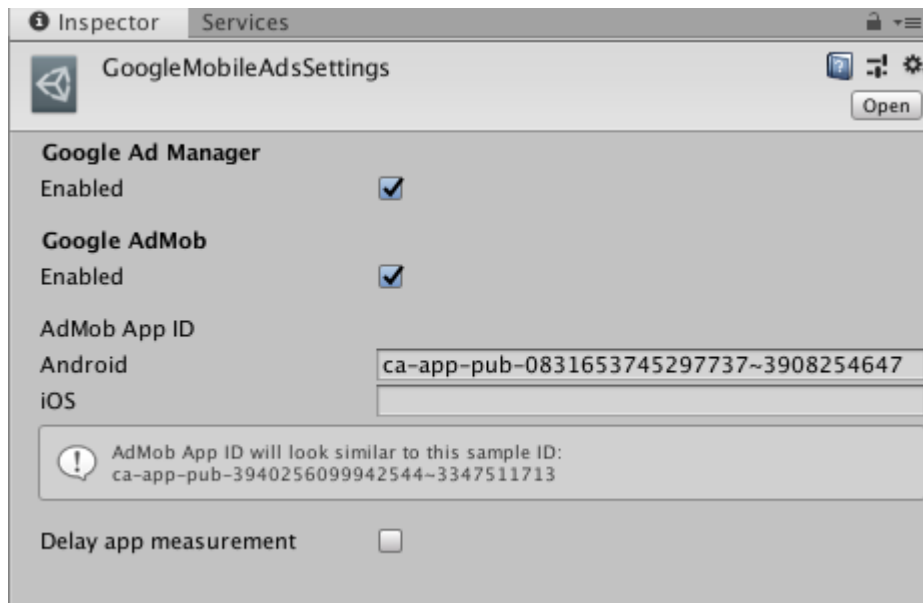 Inspector Services
GoogleMobileAdsSettings
Open
Google Ad Manager
Enabled
Google AdMob
Enabled
AdMob App ID
Android ca-app-pub-0831653745297737~3908254647
iOS
AdMob App ID will look similar to this sample ID:
ca-app-pub-3940256099942544~3347511713
Delay app measurement